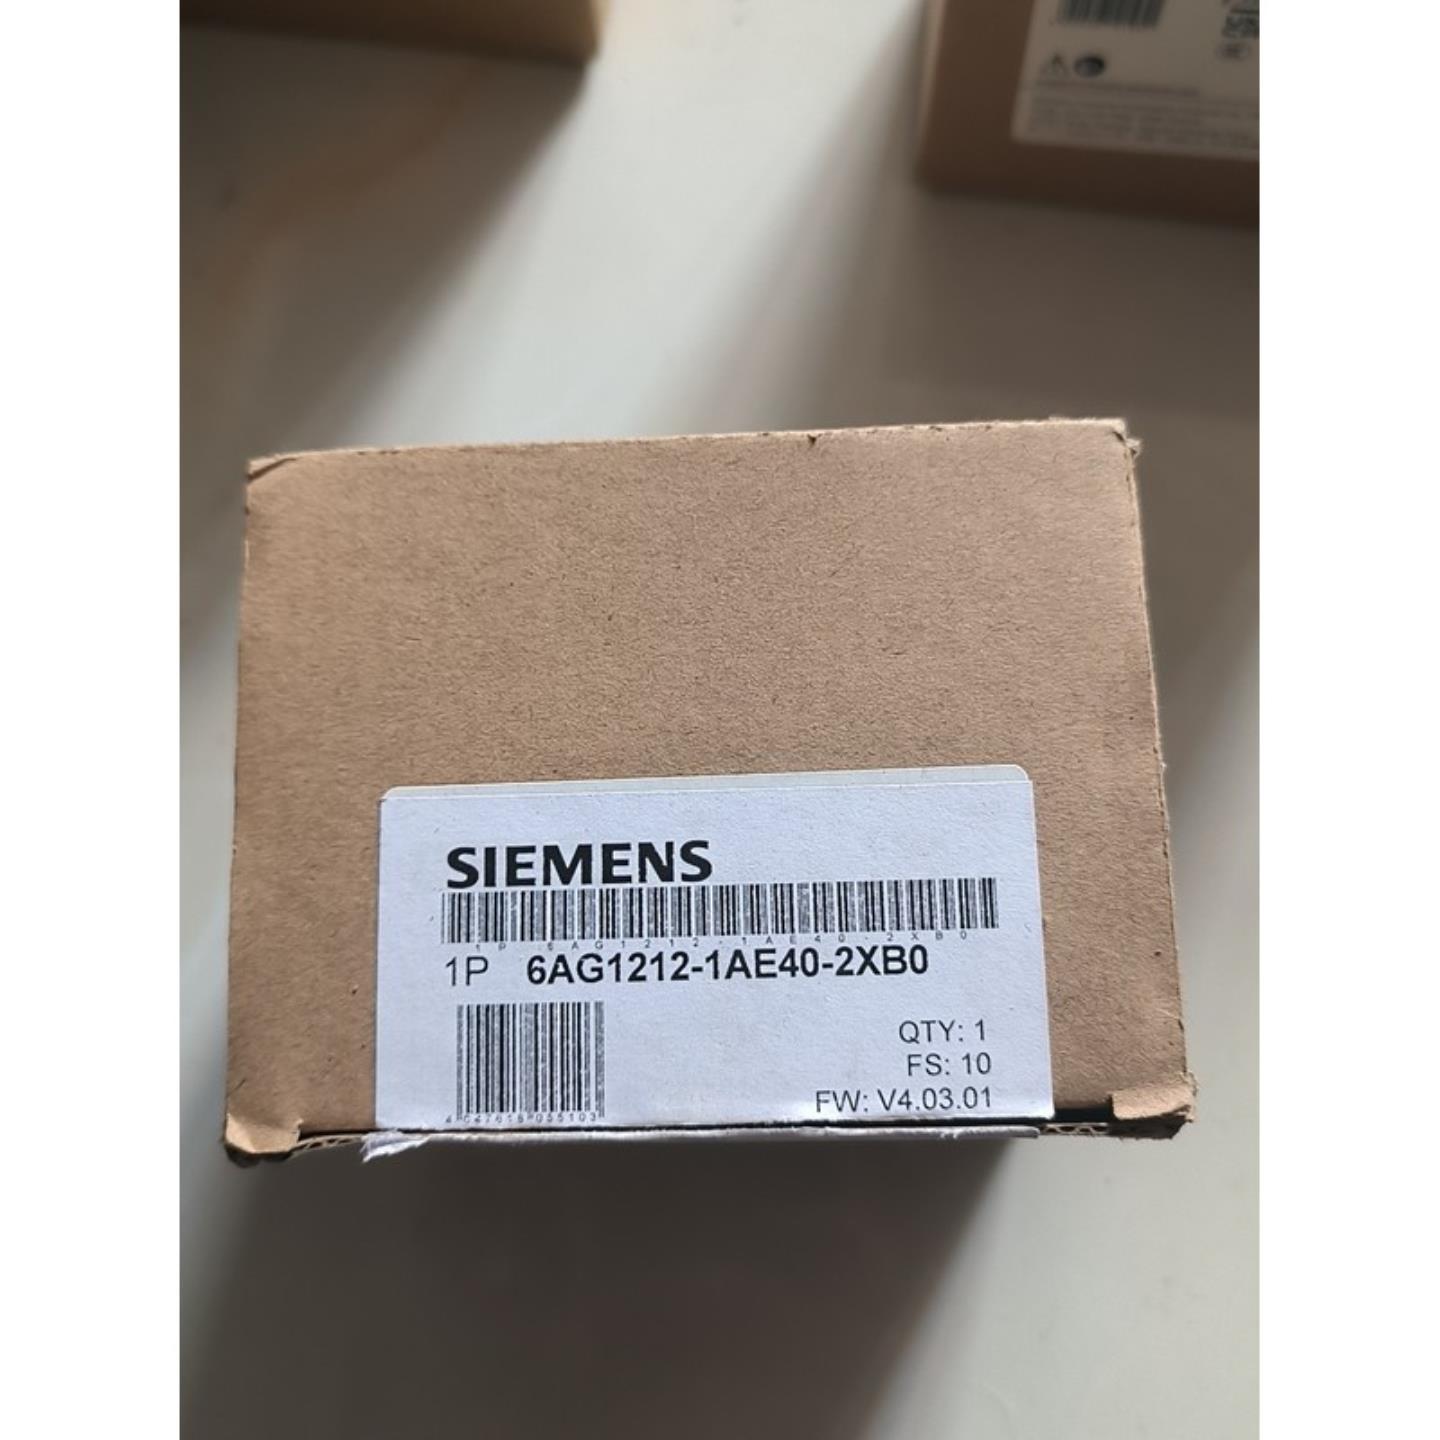 SIEMENS
1P 6AG1212-1AE40-2XB0
1P 6AG1212-1AE40-2XB0
QTY: 1
FS: 10
FW: V4.03.01